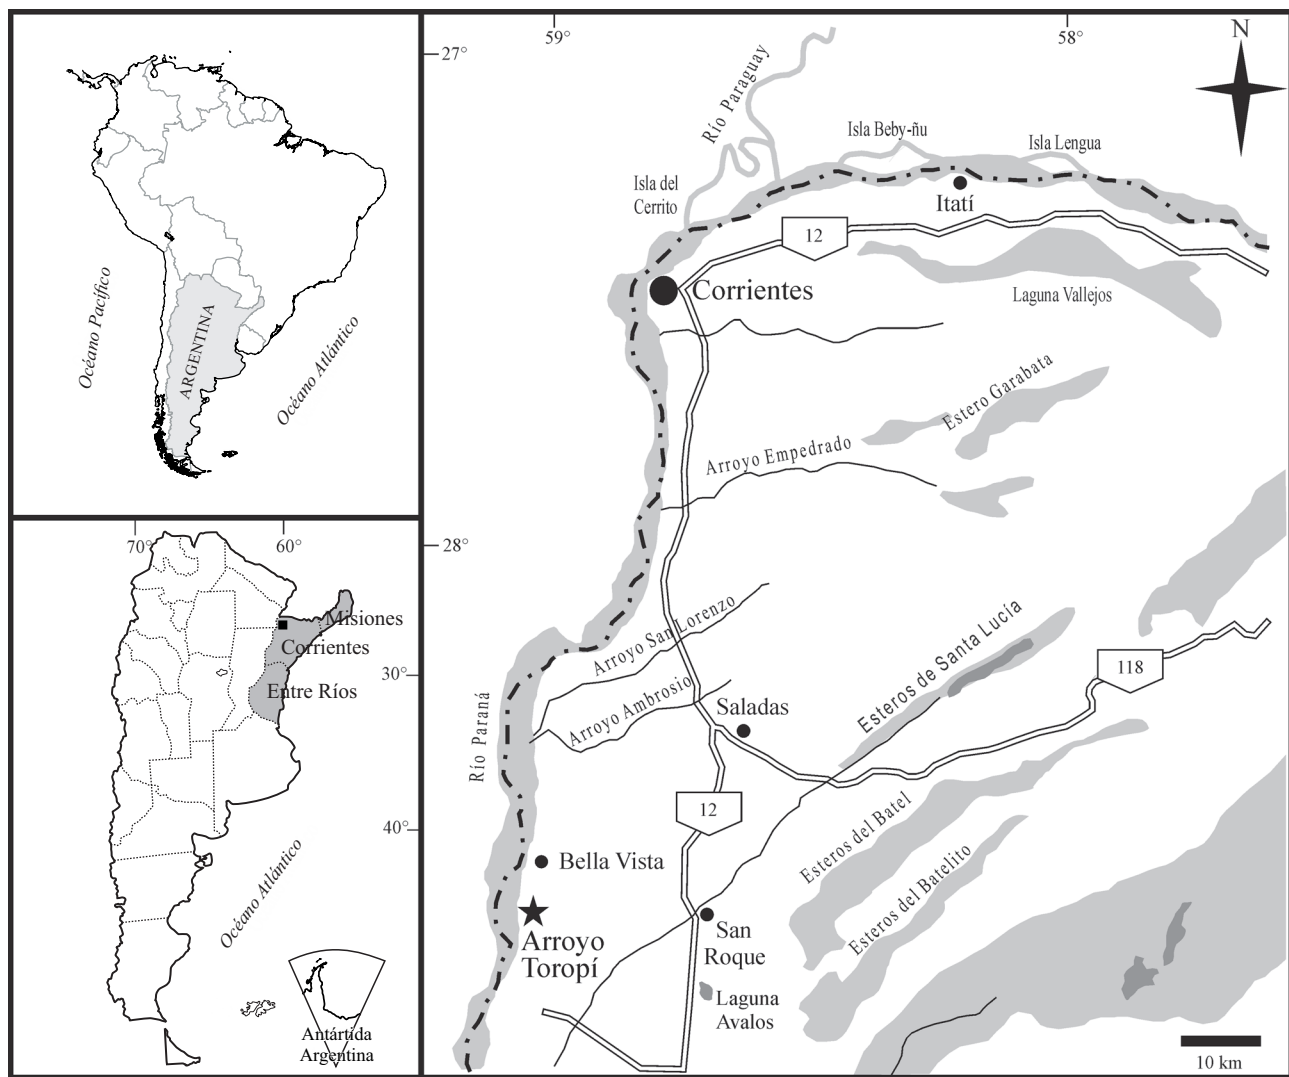 Océano Pacífico
ARGENTINA
Océano Atlántico
70°
60°
Misiones
Corrientes
Entre Ríos
30°
40°
Océano Atlántico
Antártida
Argentina
59°
58°
27°
28°
N
Río Paraguay
Isla Beby-ñu
Isla Lengua
Isla del
Cerrito
Itatí
12
Corrientes
Laguna Vallejos
Estero Garabata
Arroyo Empedrado
Arroyo San Lorenzo
Arroyo Ambrosio
Esteros de Santa Lucía
118
Saladas
Río Paraná
12
Esteros del Batel
Bella Vista
Esteros del Batelito
Arroyo
Toropí
San
Roque
Laguna
Avalos
10 km